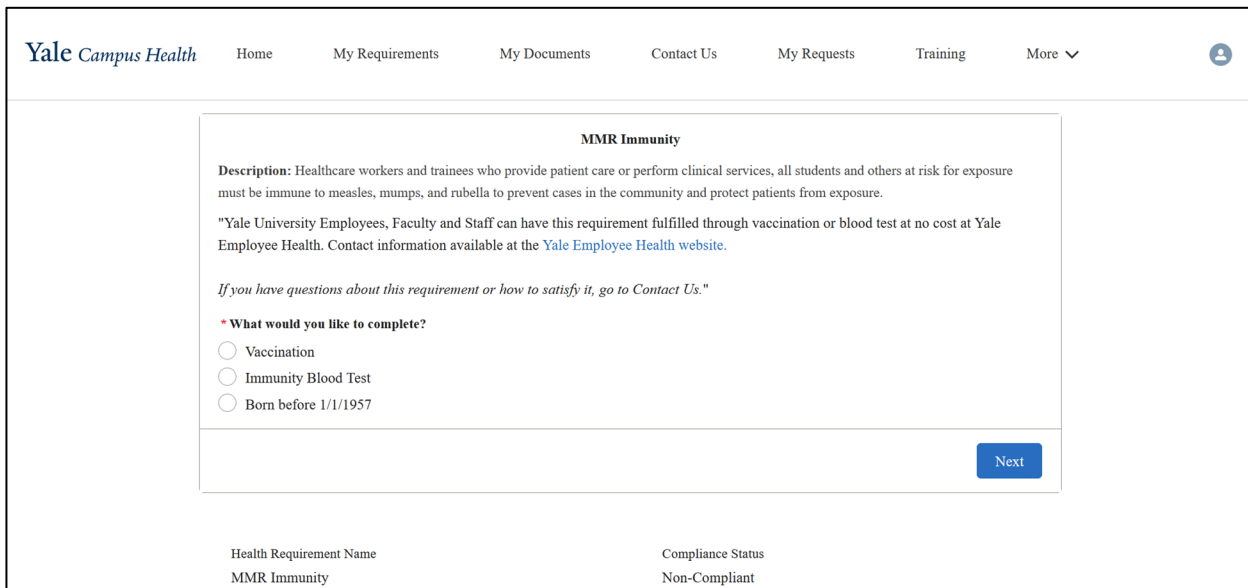 Yale Campus Health
Home
My Requirements
My Documents
Contact Us
My Requests
Training
More
MMR Immunity
Description: Healthcare workers and trainees who provide patient care or perform clinical services, all students and others at risk for exposure
must be immune to measles, mumps, and rubella to prevent cases in the community and protect patients from exposure.
"Yale University Employees, Faculty and Staff can have this requirement fulfilled through vaccination or blood test at no cost at Yale
Employee Health. Contact information available at the Yale Employee Health website.
If you have questions about this requirement or how to satisfy it, go to Contact Us."
* What would you like to complete?
Vaccination
Immunity Blood Test
Born before 1/1/1957
Next
Health Requirement Name
MMR Immunity
Compliance Status
Non-Compliant